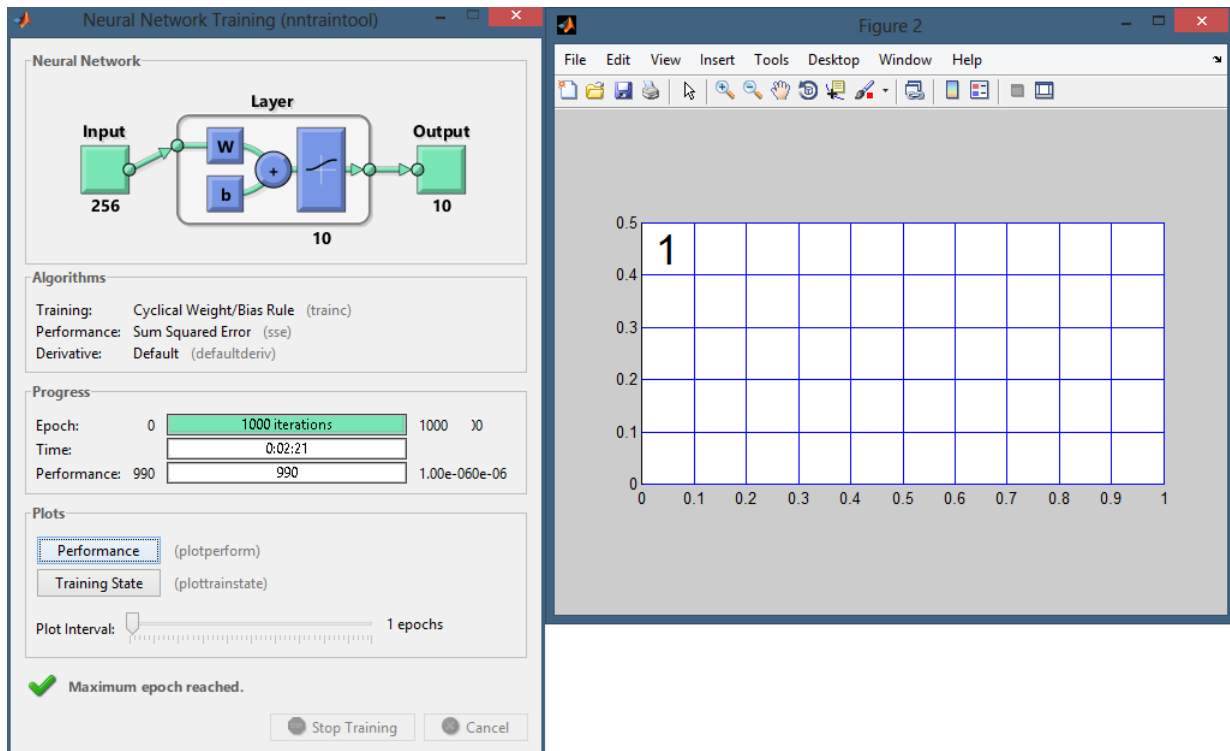 Neural Network Training (nntraintool)
Neural Network
Layer
Input
Output
W
b
+
256
10
10
Algorithms
Training: Cyclical Weight/Bias Rule (trainc)
Performance: Sum Squared Error (sse)
Derivative: Default (defaultderiv)
Progress
Epoch: 0 1000 iterations 1000
Time: 0:02:21
Performance: 990 990 1.00e-060e-06
Plots
Performance (plotperform)
Training State (plottrainstate)
Plot Interval: 1 epochs
Maximum epoch reached.
Stop Training Cancel
Figure 2
File Edit View Insert Tools Desktop Window Help
0.5
1
0.4
0.3
0.2
0.1
0
0 0.1 0.2 0.3 0.4 0.5 0.6 0.7 0.8 0.9 1